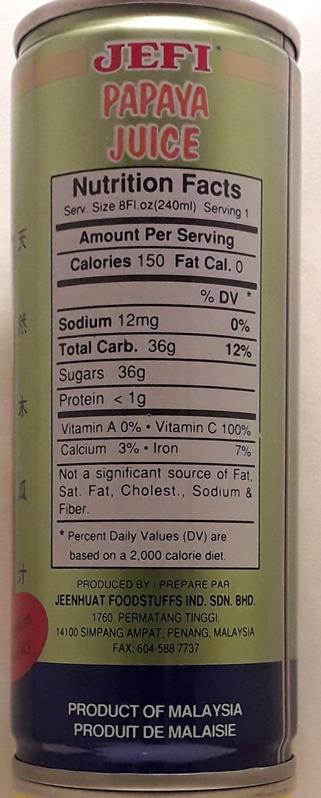 JEFI
PAPAYA
JUICE
Nutrition Facts
Serv. Size 8Fl.oz(240ml) Serving 1
Amount Per Serving
Calories 150 Fat Cal. 0
% DV *
Sodium 12mg 0%
Total Carb. 36g 12%
Sugars 36g
Protein < 1g
Vitamin A 0% • Vitamin C 100%
Calcium 3% • Iron 7%
Not a significant source of Fat,
Sat. Fat, Cholest., Sodium &
Fiber.
* Percent Daily Values (DV) are
based on a 2,000 calorie diet.
PRODUCED BY / PREPARE PAR
JEENHUAT FOODSTUFFS IND. SDN. BHD.
1760, PERMATANG TINGGI,
14100 SIMPANG AMPAT, PENANG, MALAYSIA
FAX: 604-588 7737
PRODUCT OF MALAYSIA
PRODUIT DE MALAISIE
天
然
木
瓜
汁